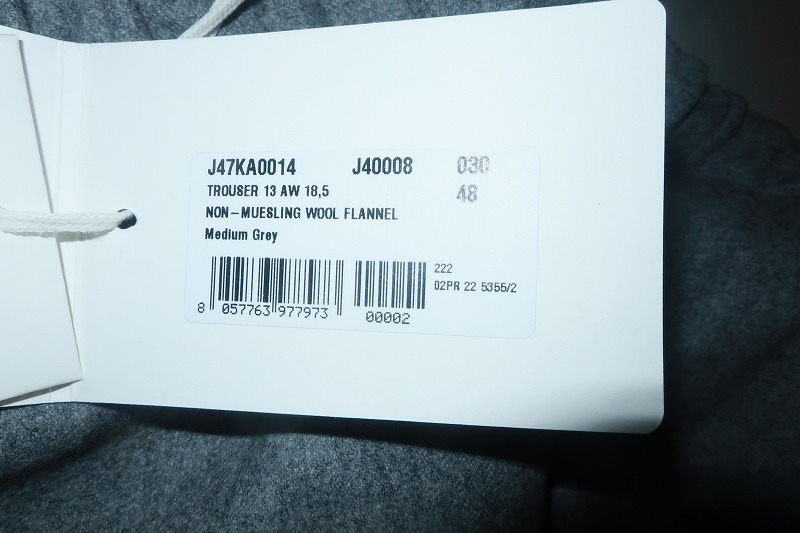 J47KA0014 J40008 030
TROUSER 13 AW 18,5 48
NON-MUESLING WOOL FLANNEL
Medium Grey
222
02PR 22 5355/2
8 057763 977973 00002